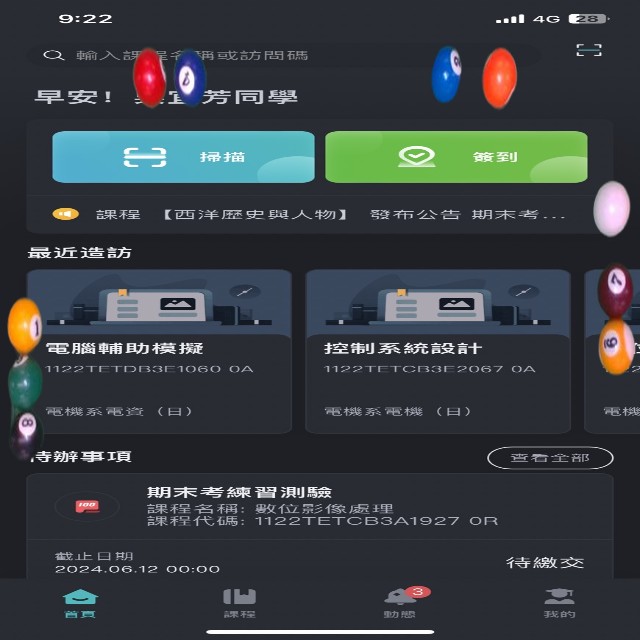 9:22 4G 28
輸入課程名稱或訪問碼
早安! 宜芳同學
掃描 簽到
課程 【西洋歷史與人物】 發布公告 期末考...
最近造訪
電腦輔助模擬
1122TETDB3E1060 0A
電機系電資 (日)
控制系統設計
1122TETCB3E2067 0A
電機系電機 (日)
電機
待辦事項 查看全部
100
期末考練習測驗
課程名稱: 數位影像處理
課程代碼: 1122TETCB3A1927 0R
截止日期
2024.06.12 00:00
待繳交
3
首頁 課程 動態 我的